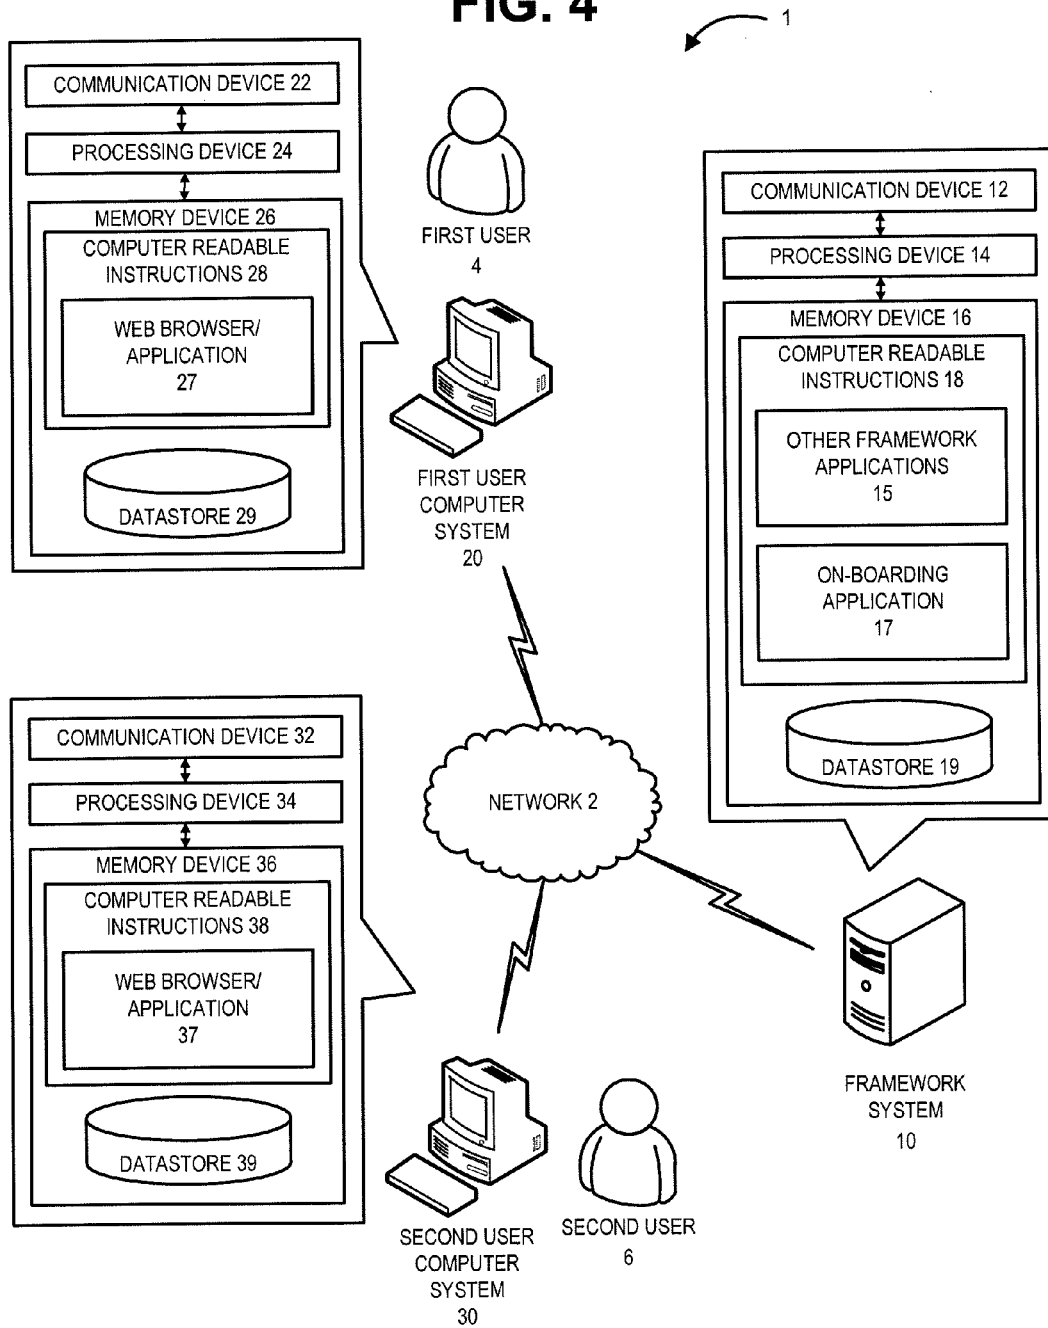 FIG. 4
1
COMMUNICATION DEVICE 22
PROCESSING DEVICE 24
MEMORY DEVICE 26
COMPUTER READABLE
INSTRUCTIONS 28
WEB BROWSER/
APPLICATION
27
DATASTORE 29
FIRST USER
4
FIRST USER
COMPUTER
SYSTEM
20
COMMUNICATION DEVICE 12
PROCESSING DEVICE 14
MEMORY DEVICE 16
COMPUTER READABLE
INSTRUCTIONS 18
OTHER FRAMEWORK
APPLICATIONS
15
ON-BOARDING
APPLICATION
17
DATASTORE 19
NETWORK 2
COMMUNICATION DEVICE 32
PROCESSING DEVICE 34
MEMORY DEVICE 36
COMPUTER READABLE
INSTRUCTIONS 38
WEB BROWSER/
APPLICATION
37
DATASTORE 39
SECOND USER
COMPUTER
SYSTEM
30
SECOND USER
6
FRAMEWORK
SYSTEM
10